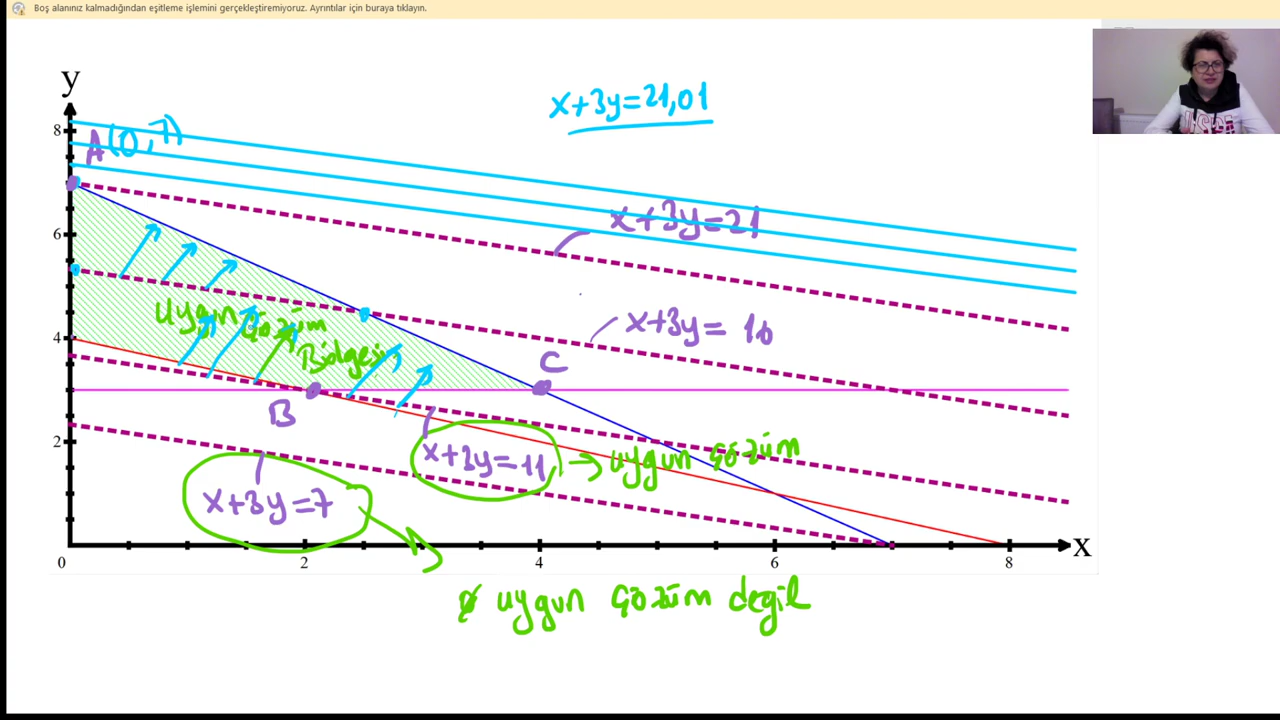 Boş alanınız kalmadığından eşitleme işlemini gerçekleştiremiyoruz. Ayrıntılar için buraya tıklayın.
y
x+3y=21,01
8
A(0,7)
x+3y=21
6
uygun çözüm
Bölgesi
x+3y=16
4
C
B
2
x+3y=11 → uygun çözüm
x+3y=7
x
0 2 4 6 8
uygun çözüm değil